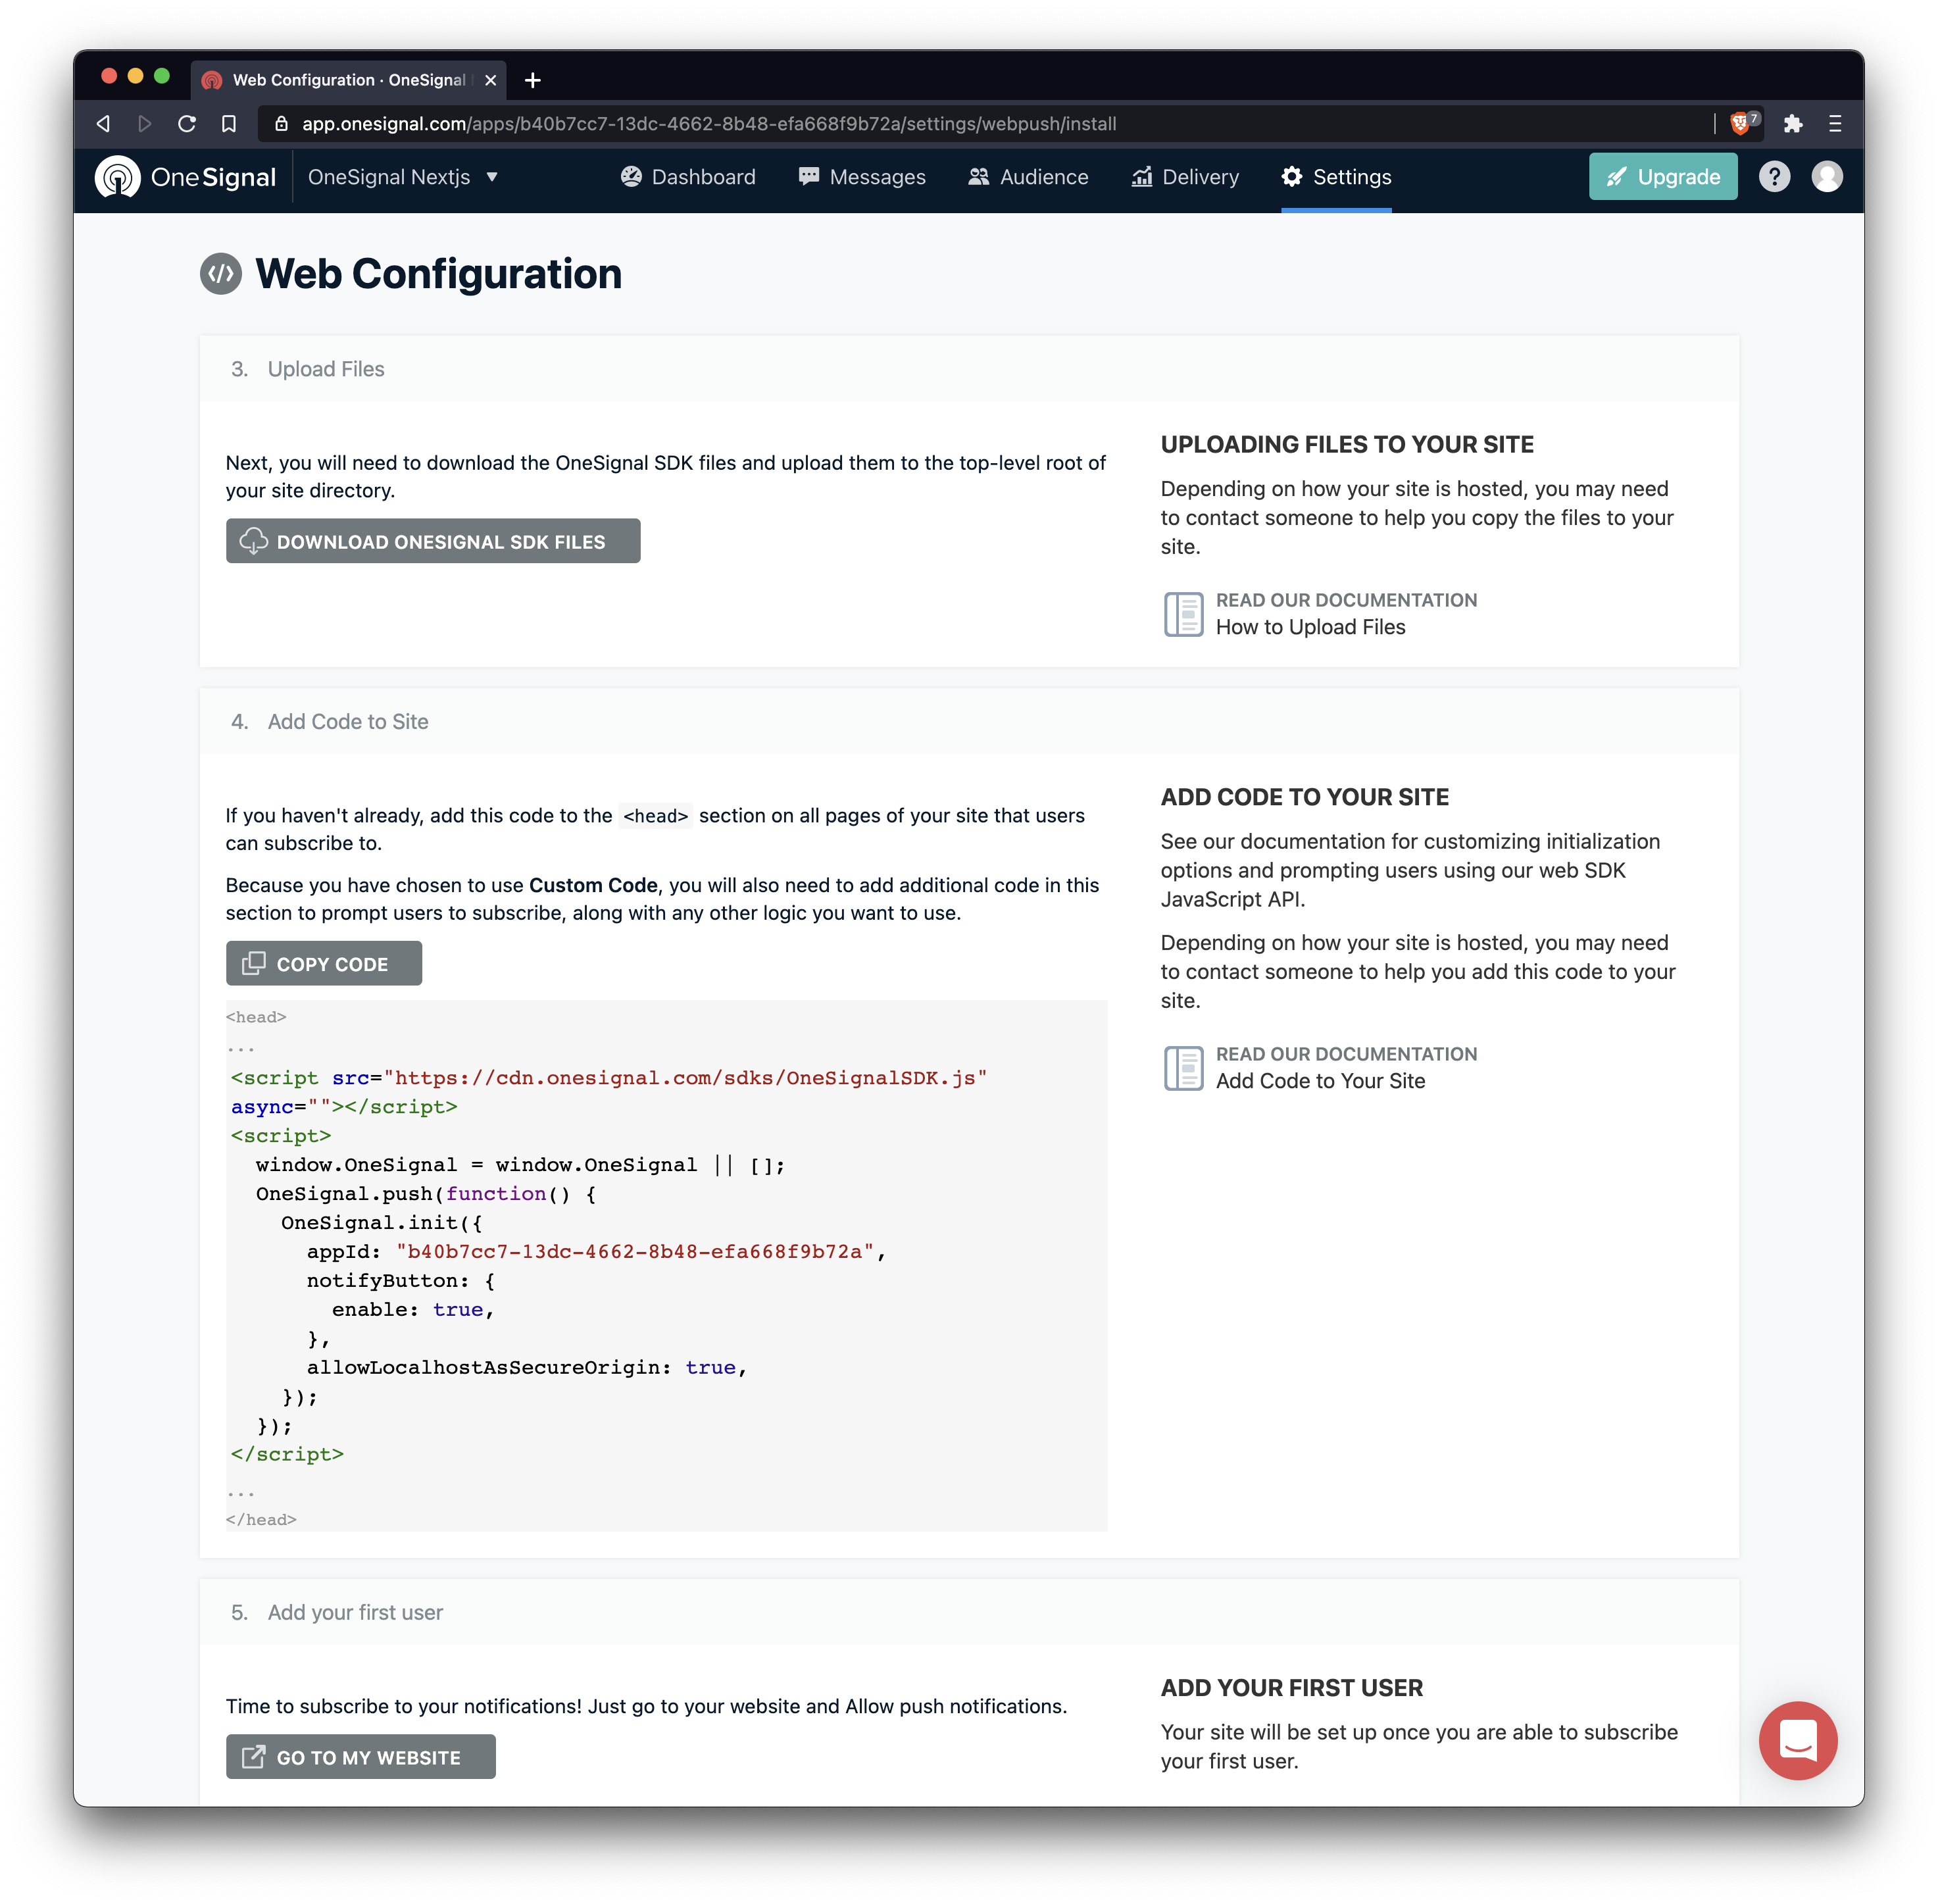 Web Configuration · OneSignal
app.onesignal.com/apps/b40b7cc7-13dc-4662-8b48-efa668f9b72a/settings/webpush/install
7
OneSignal
OneSignal Nextjs
Dashboard
Messages
Audience
Delivery
Settings
Upgrade
?
</> Web Configuration
3. Upload Files
Next, you will need to download the OneSignal SDK files and upload them to the top-level root of
your site directory.
DOWNLOAD ONESIGNAL SDK FILES
UPLOADING FILES TO YOUR SITE
Depending on how your site is hosted, you may need
to contact someone to help you copy the files to your
site.
READ OUR DOCUMENTATION
How to Upload Files
4. Add Code to Site
If you haven't already, add this code to the <head> section on all pages of your site that users
can subscribe to.
Because you have chosen to use Custom Code, you will also need to add additional code in this
section to prompt users to subscribe, along with any other logic you want to use.
COPY CODE
<head>
...
<script src="https://cdn.onesignal.com/sdks/OneSignalSDK.js"
async=""></script>
<script>
window.OneSignal = window.OneSignal || [];
OneSignal.push(function() {
OneSignal.init({
appId: "b40b7cc7-13dc-4662-8b48-efa668f9b72a",
notifyButton: {
enable: true,
},
allowLocalhostAsSecureOrigin: true,
});
});
</script>
...
</head>
ADD CODE TO YOUR SITE
See our documentation for customizing initialization
options and prompting users using our web SDK
JavaScript API.
Depending on how your site is hosted, you may need
to contact someone to help you add this code to your
site.
READ OUR DOCUMENTATION
Add Code to Your Site
5. Add your first user
Time to subscribe to your notifications! Just go to your website and Allow push notifications.
GO TO MY WEBSITE
ADD YOUR FIRST USER
Your site will be set up once you are able to subscribe
your first user.